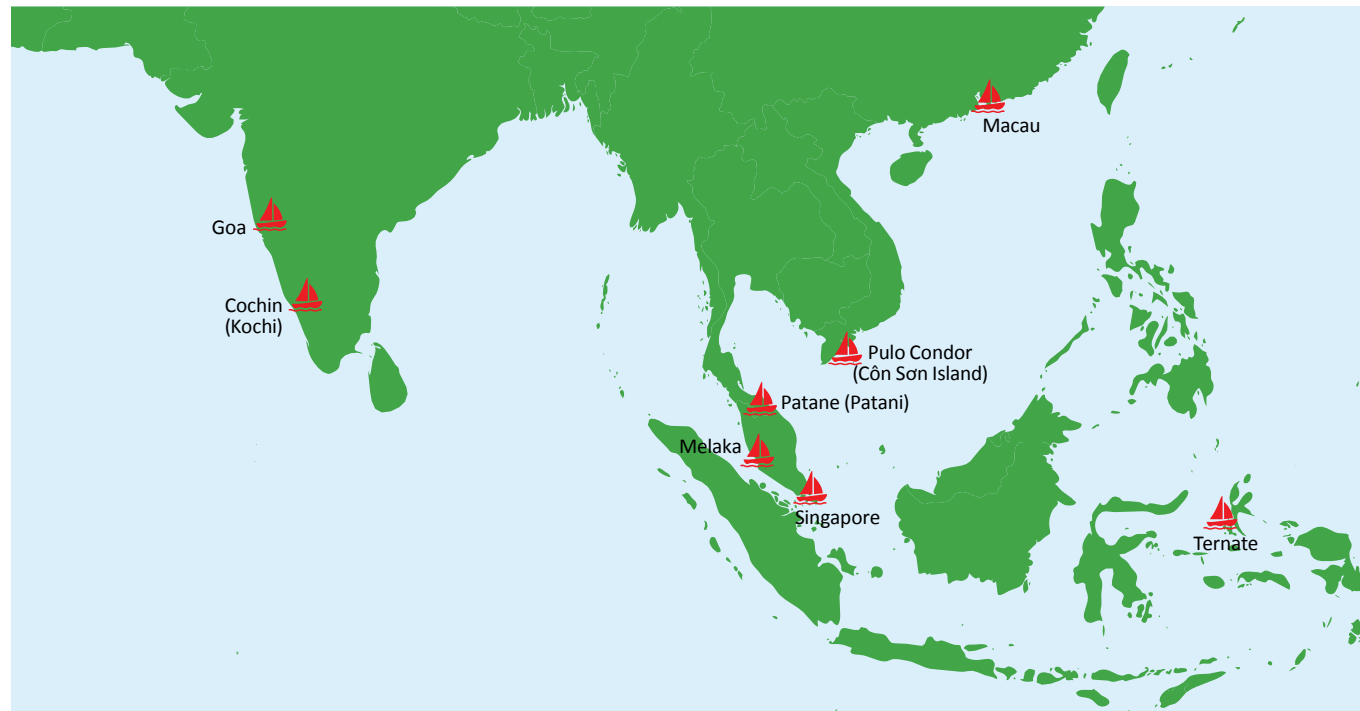 Macau
Goa
Cochin
(Kochi)
Pulo Condor
(Côn Sơn Island)
Patane (Patani)
Melaka
Singapore
Ternate